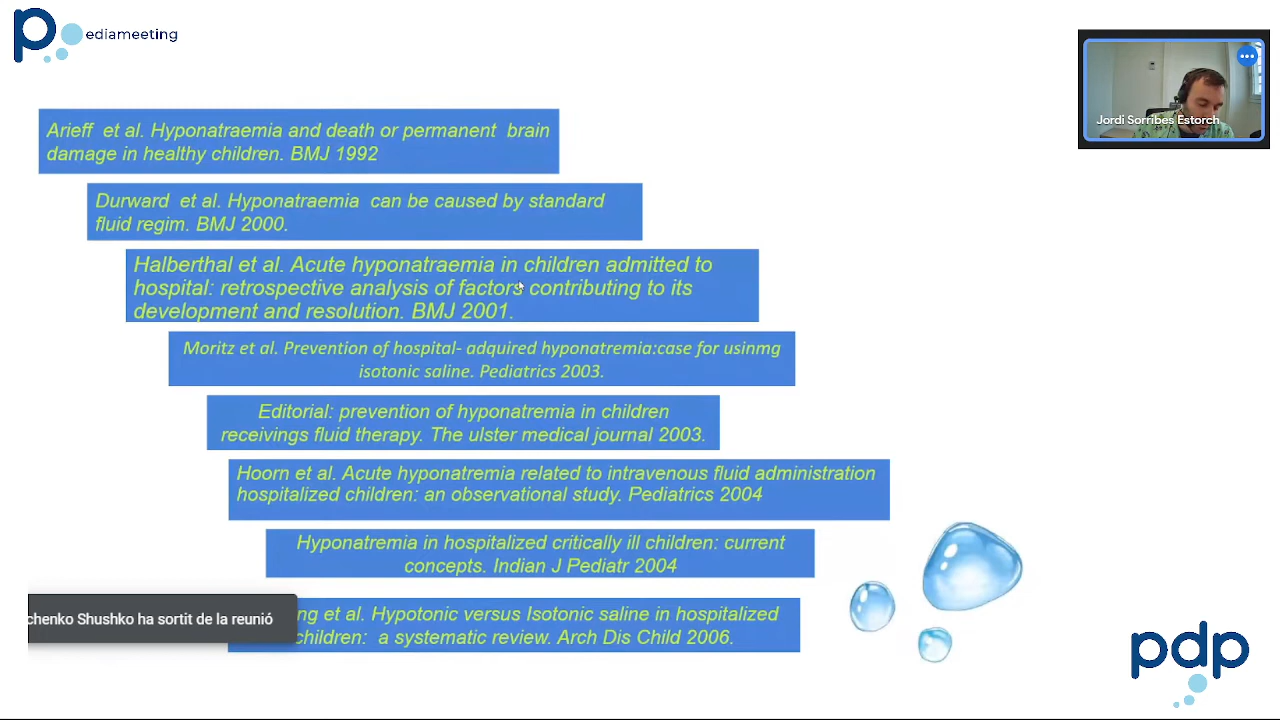 pediameeting
Jordi Sorribes Estorch
Arieff et al. Hyponatraemia and death or permanent brain
damage in healthy children. BMJ 1992
Durward et al. Hyponatraemia can be caused by standard
fluid regim. BMJ 2000.
Halberthal et al. Acute hyponatraemia in children admitted to
hospital: retrospective analysis of factors contributing to its
development and resolution. BMJ 2001.
Moritz et al. Prevention of hospital- adquired hyponatremia:case for usinmg
isotonic saline. Pediatrics 2003.
Editorial: prevention of hyponatremia in children
receivings fluid therapy. The ulster medical journal 2003.
Hoorn et al. Acute hyponatremia related to intravenous fluid administration
hospitalized children: an observational study. Pediatrics 2004
Hyponatremia in hospitalized critically ill children: current
concepts. Indian J Pediatr 2004
ng et al. Hypotonic versus Isotonic saline in hospitalized
children: a systematic review. Arch Dis Child 2006.
chenko Shushko ha sortit de la reunió
pdp